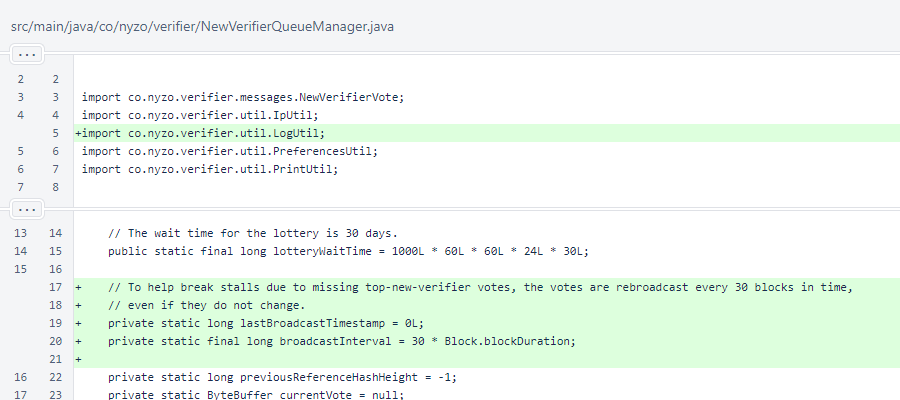 src/main/java/co/nyzo/verifier/NewVerifierQueueManager.java
...
2 2
3 3 import co.nyzo.verifier.messages.NewVerifierVote;
4 4 import co.nyzo.verifier.util.IpUtil;
5 +import co.nyzo.verifier.util.LogUtil;
5 6 import co.nyzo.verifier.util.PreferencesUtil;
6 7 import co.nyzo.verifier.util.PrintUtil;
7 8
...
13 14 // The wait time for the lottery is 30 days.
14 15 public static final long lotteryWaitTime = 1000L * 60L * 60L * 24L * 30L;
15 16
17 + // To help break stalls due to missing top-new-verifier votes, the votes are rebroadcast every 30 blocks in time,
18 + // even if they do not change.
19 + private static long lastBroadcastTimestamp = 0L;
20 + private static final long broadcastInterval = 30 * Block.blockDuration;
21 +
16 22 private static long previousReferenceHashHeight = -1;
17 23 private static ByteBuffer currentVote = null;